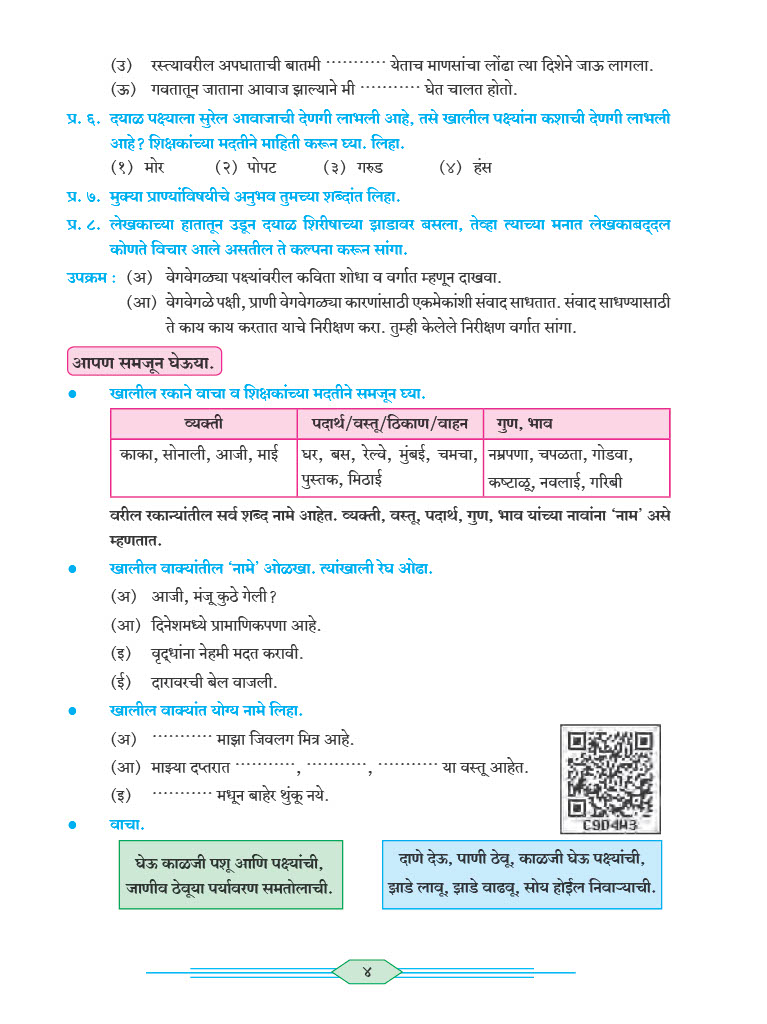 (उ) रस्त्यावरील अपघाताची बातमी ........... येताच माणसांचा लोंढा त्या दिशेने जाऊ लागला.
(ऊ) गवतातून जाताना आवाज झाल्याने मी ........... घेत चालत होतो.
प्र. ६. दयाळ पक्ष्याला सुरेल आवाजाची देणगी लाभली आहे, तसे खालील पक्ष्यांना कशाची देणगी लाभली
आहे? शिक्षकांच्या मदतीने माहिती करून घ्या. लिहा.
(१) मोर (२) पोपट (३) गरुड (४) हंस
प्र. ७. मुक्या प्राण्यांविषयीचे अनुभव तुमच्या शब्दांत लिहा.
प्र. ८. लेखकाच्या हातातून उडून दयाळ शिरीषाच्या झाडावर बसला, तेव्हा त्याच्या मनात लेखकाबद्दल
कोणते विचार आले असतील ते कल्पना करून सांगा.
उपक्रम : (अ) वेगवेगळ्या पक्ष्यांवरील कविता शोधा व वर्गात म्हणून दाखवा.
(आ) वेगवेगळे पक्षी, प्राणी वेगवेगळ्या कारणांसाठी एकमेकांशी संवाद साधतात. संवाद साधण्यासाठी
ते काय काय करतात याचे निरीक्षण करा. तुम्ही केलेले निरीक्षण वर्गात सांगा.
आपण समजून घेऊया.
● खालील रकाने वाचा व शिक्षकांच्या मदतीने समजून घ्या.
व्यक्ती पदार्थ/वस्तू/ठिकाण/वाहन गुण, भाव
काका, सोनाली, आजी, माई घर, बस, रेल्वे, मुंबई, चमचा, नम्रपणा, चपळता, गोडवा,
पुस्तक, मिठाई कष्टाळू, नवलाई, गरिबी
वरील रकान्यांतील सर्व शब्द नामे आहेत. व्यक्ती, वस्तू, पदार्थ, गुण, भाव यांच्या नावांना ‘नाम’ असे
म्हणतात.
● खालील वाक्यांतील ‘नामे’ ओळखा. त्यांखाली रेघ ओढा.
(अ) आजी, मंजू कुठे गेली?
(आ) दिनेशमध्ये प्रामाणिकपणा आहे.
(इ) वृद्धांना नेहमी मदत करावी.
(ई) दारावरची बेल वाजली.
● खालील वाक्यांत योग्य नामे लिहा.
(अ) ........... माझा जिवलग मित्र आहे.
(आ) माझ्या दप्तरात ..........., ..........., ........... या वस्तू आहेत.
(इ) ........... मधून बाहेर थुंकू नये.
C9D4W3
● वाचा.
घेऊ काळजी पशू आणि पक्ष्यांची,
जाणीव ठेवूया पर्यावरण समतोलाची.
दाणे देऊ, पाणी ठेवू, काळजी घेऊ पक्ष्यांची,
झाडे लावू, झाडे वाढवू, सोय होईल निवाऱ्याची.
४